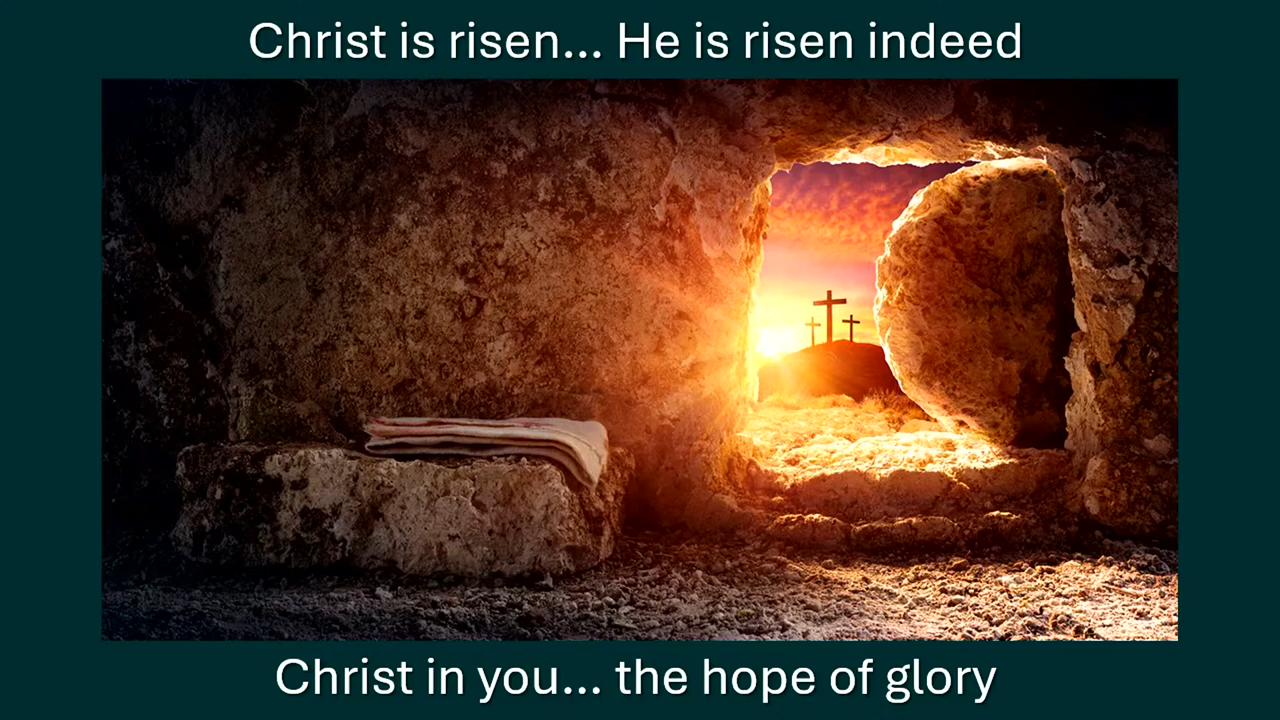 Christ is risen... He is risen indeed
Christ in you... the hope of glory